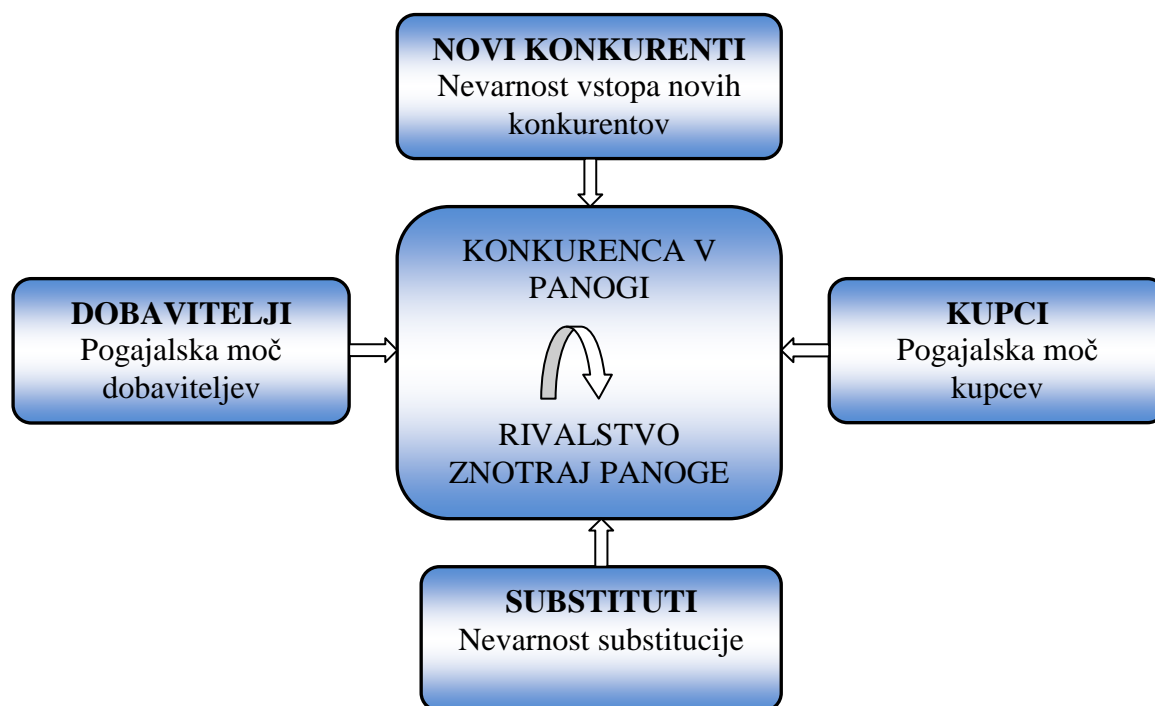 NOVI KONKURENTI
Nevarnost vstopa novih
konkurentov
KONKURENCA V
PANOGI
DOBAVITELJI
Pogajalska moč
dobaviteljev
KUPCI
Pogajalska moč
kupcev
RIVALSTVO
ZNOTRAJ PANOGE
SUBSTITUTI
Nevarnost substitucije